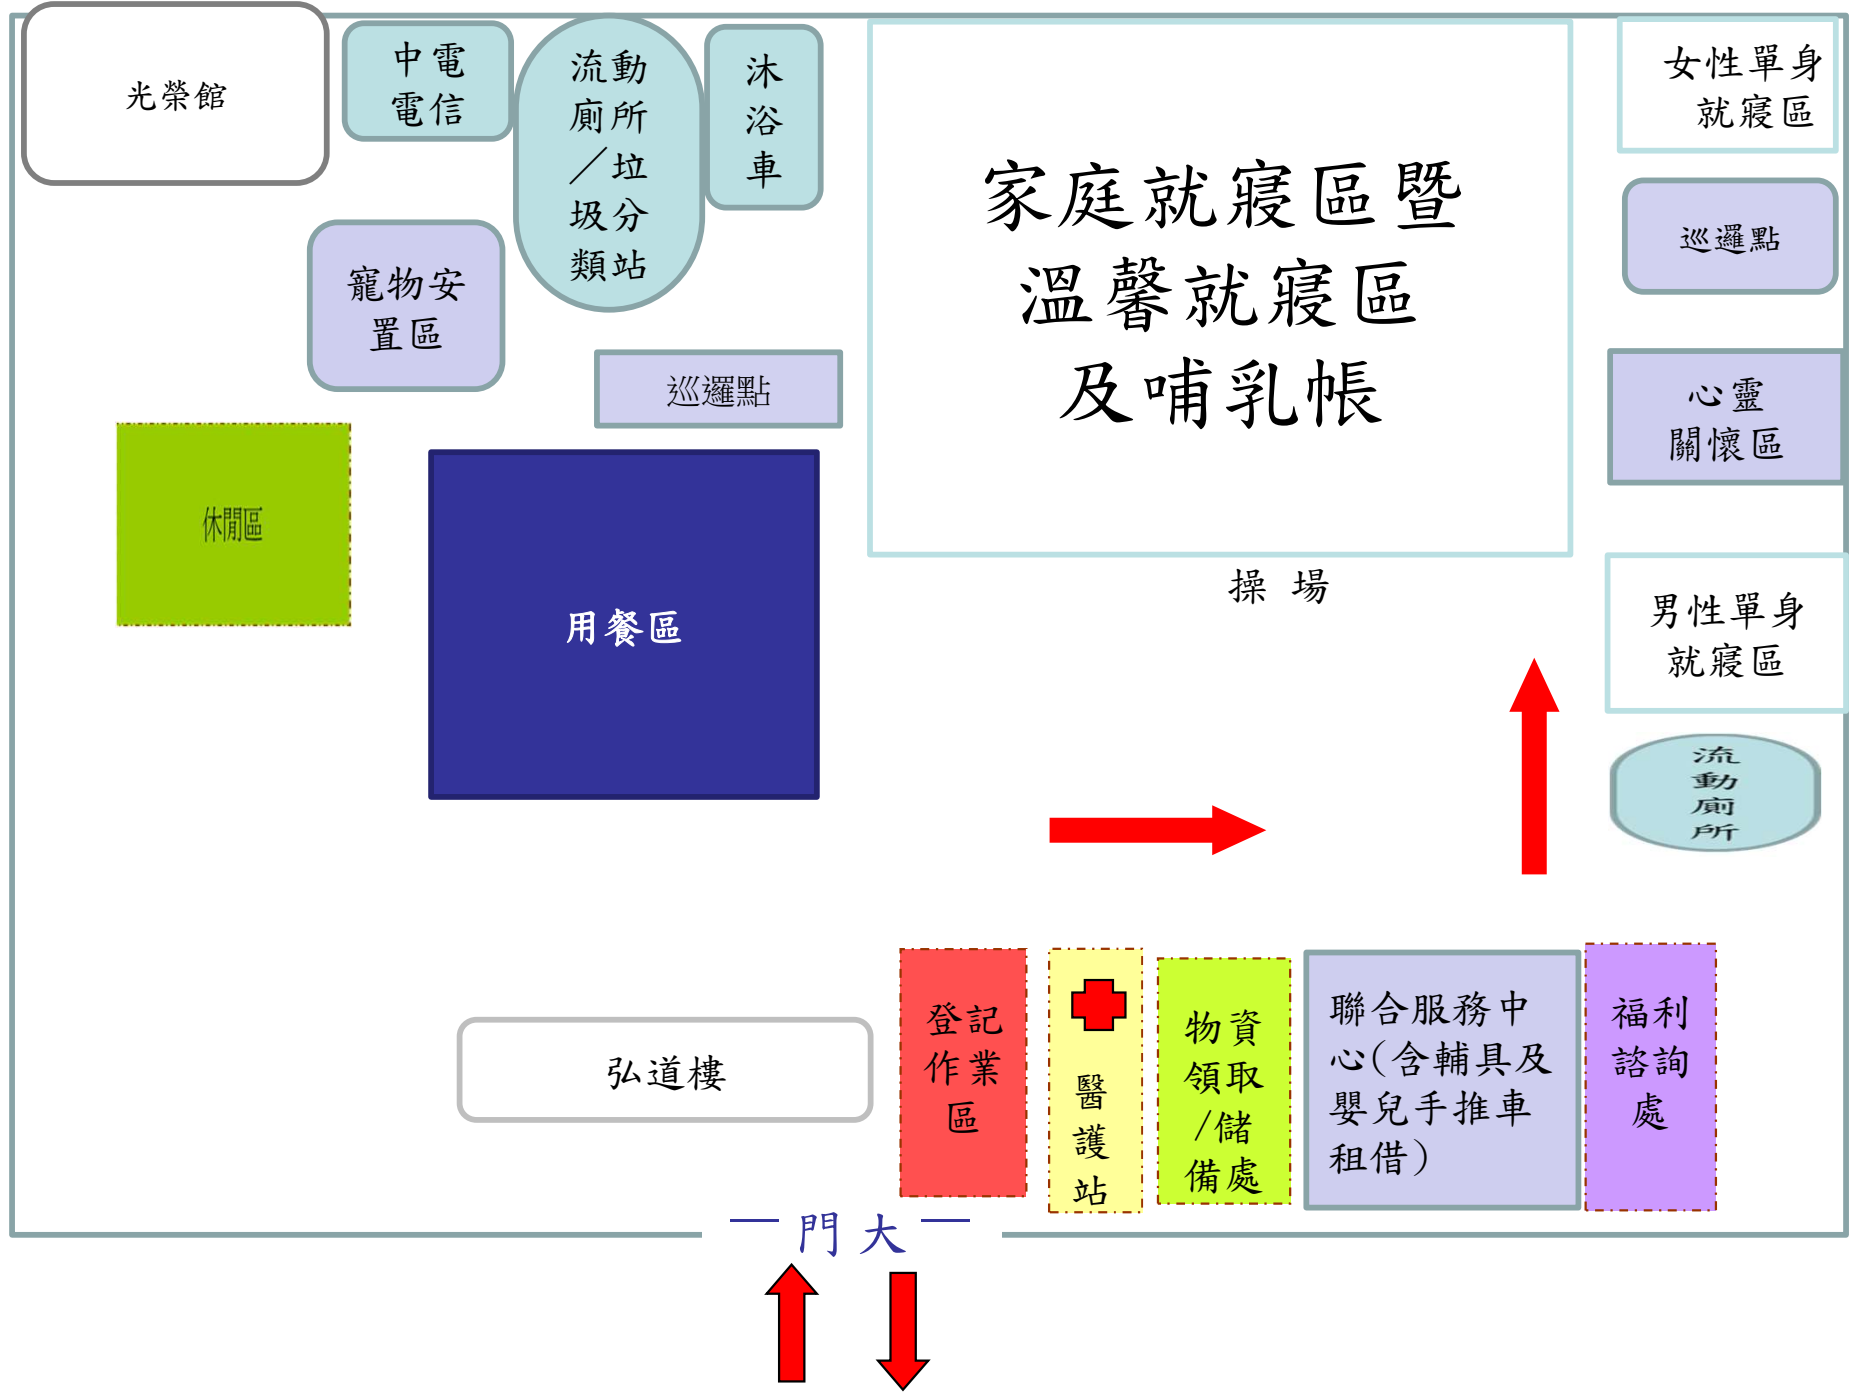 光榮館
中電
電信
流動
廁所
／垃
圾分
類站
沐
浴
車
家庭就寢區暨
溫馨就寢區
及哺乳帳
女性單身
就寢區
巡邏點
寵物安
置區
巡邏點
心靈
關懷區
休閒區
用餐區
操 場
男性單身
就寢區
流
動
廁
所
弘道樓
登記
作業
區
醫
護
站
物資
領取
/儲
備處
聯合服務中
心(含輔具及
嬰兒手推車
租借)
福利
諮詢
處
門 大